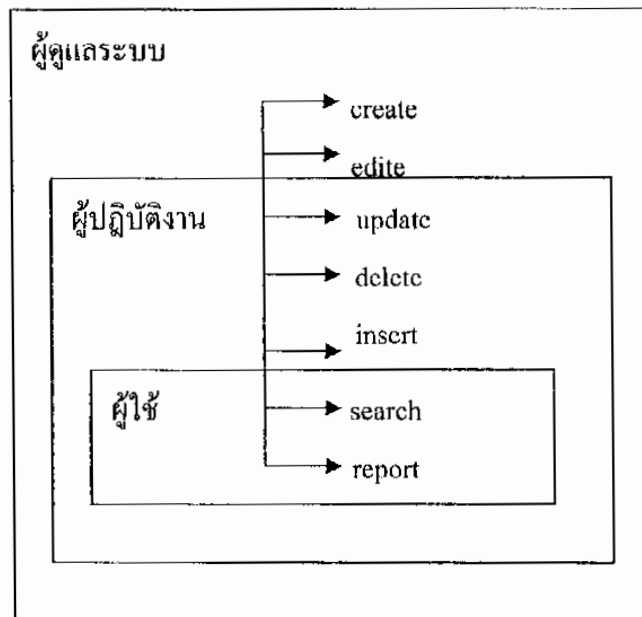 ผู้ดูแลระบบ
create
edite
ผู้ปฏิบัติงาน
update
delete
insert
ผู้ใช้
search
report